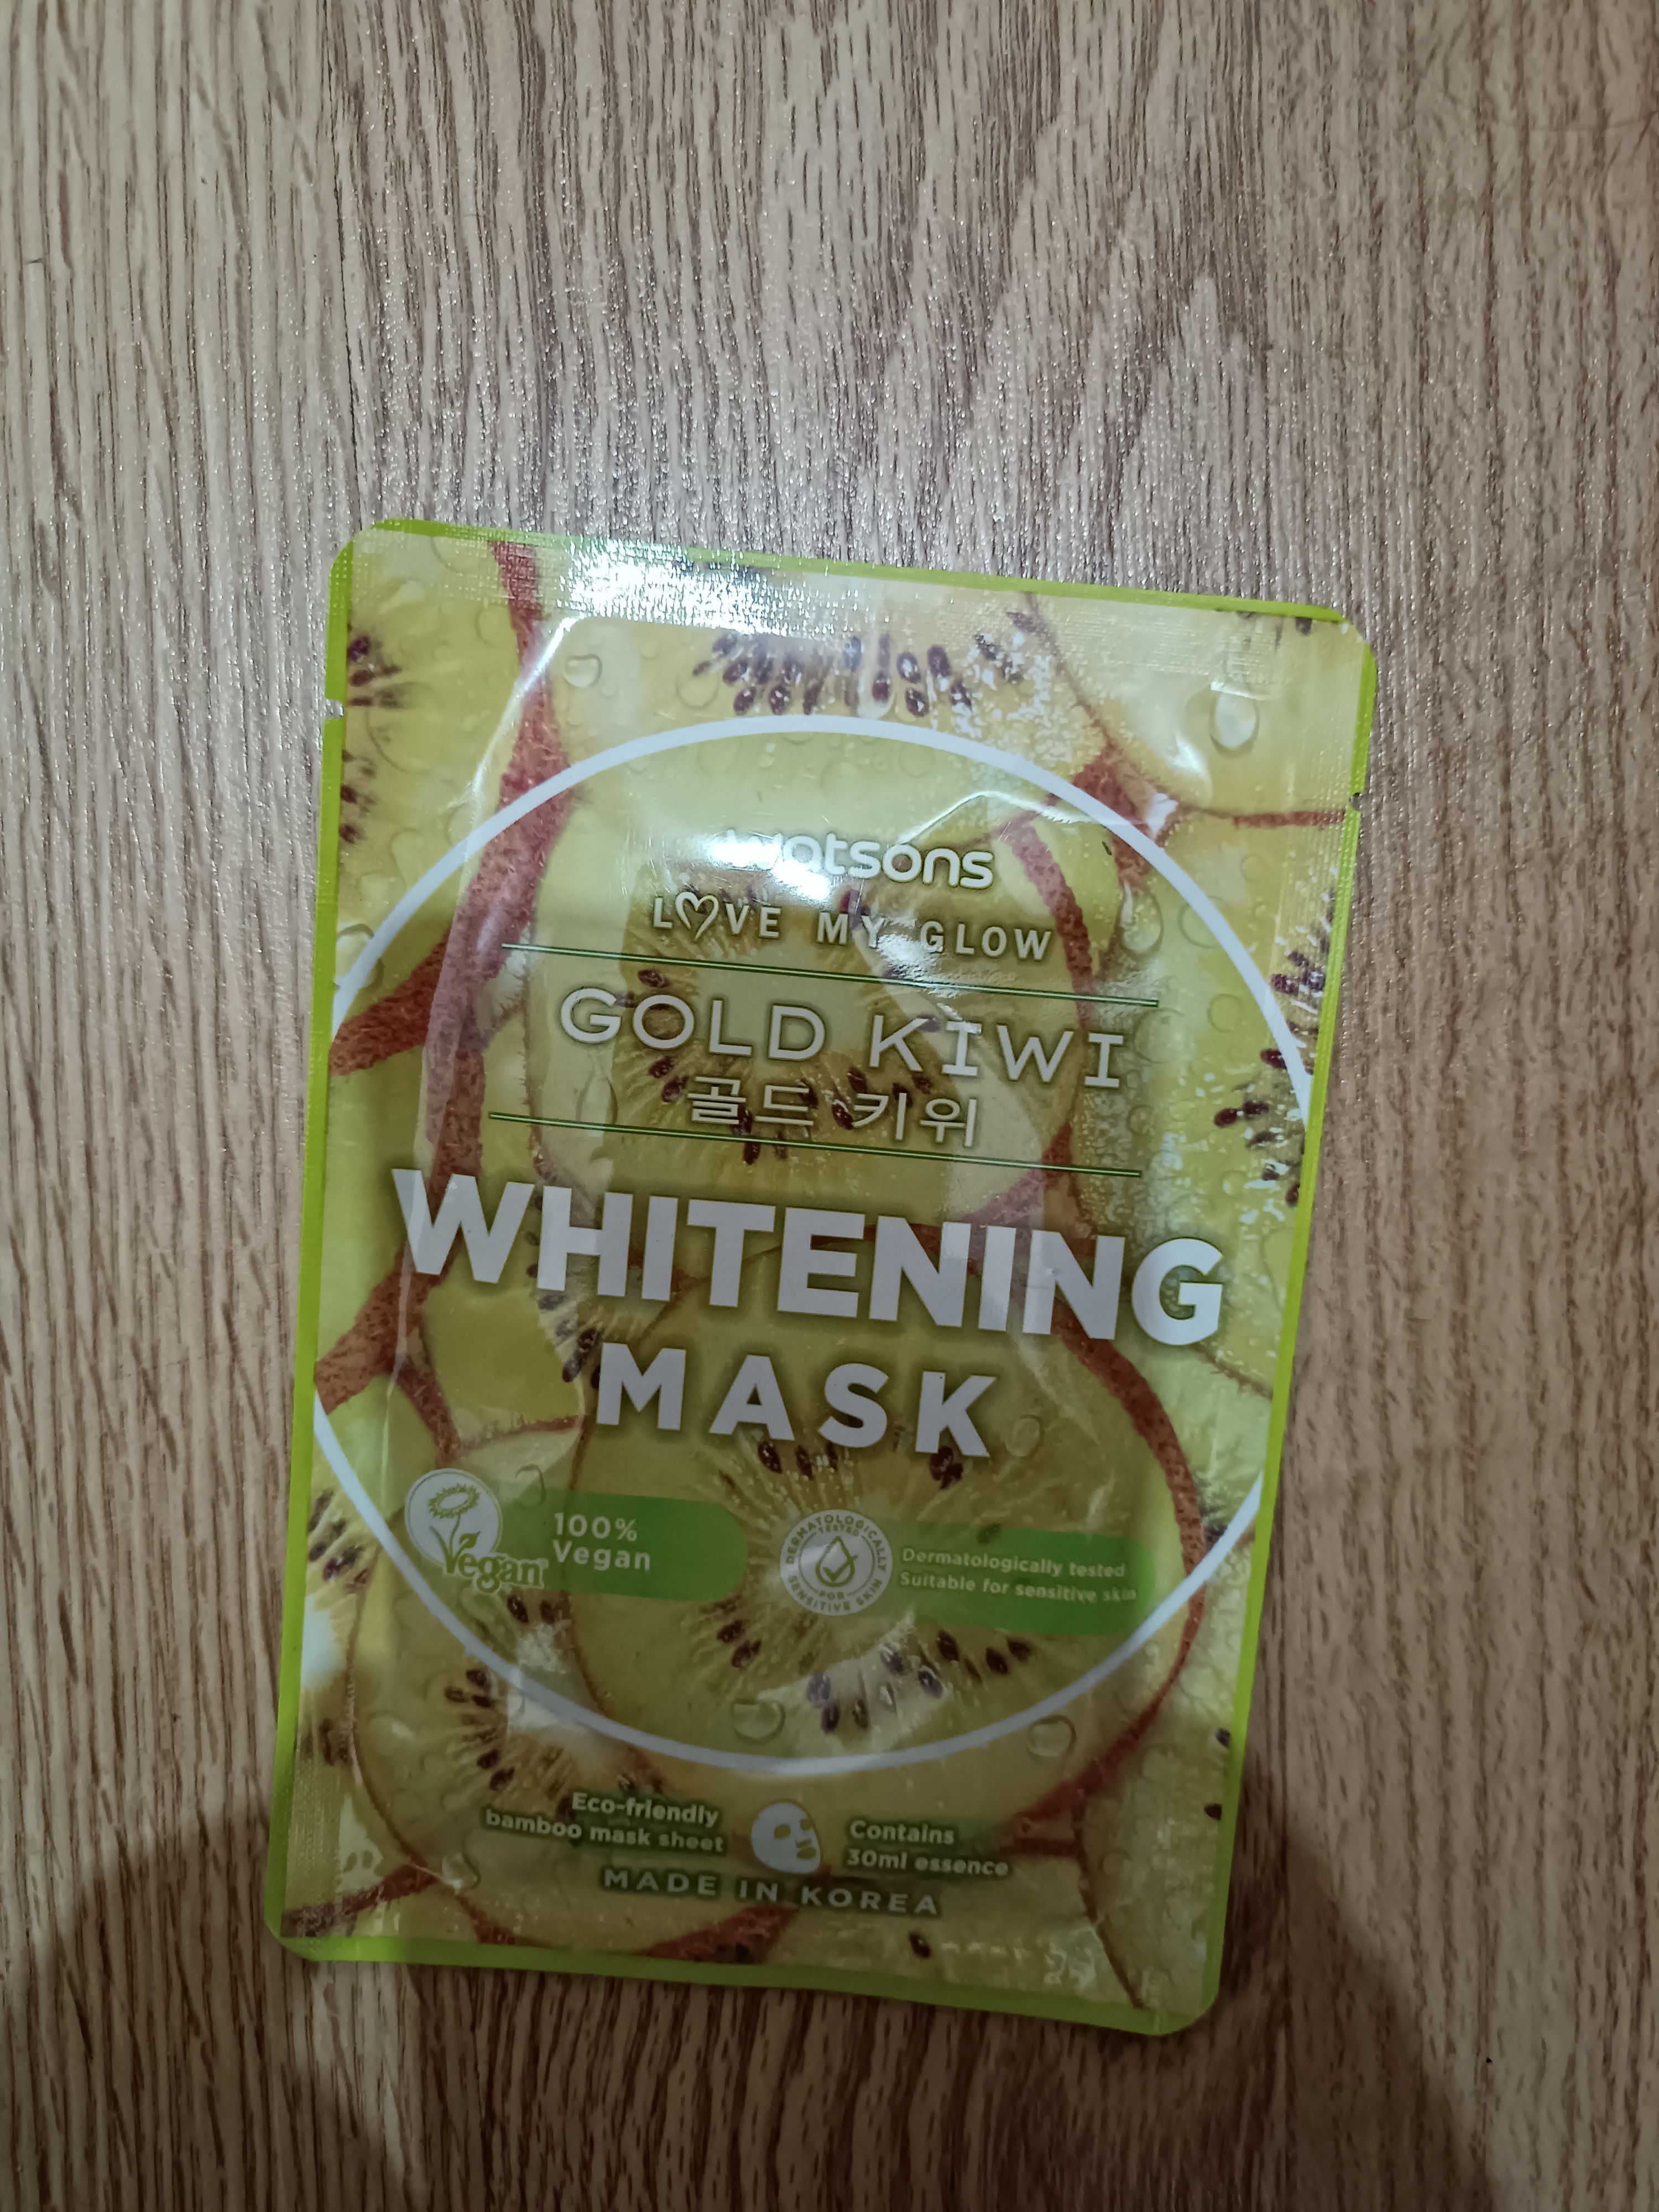 watsons
LOVE MY GLOW
GOLD KIWI
골드 키위
WHITENING
MASK
Vegan
100%
Vegan
DERMATOLOGICALLY
TESTED
FOR
SENSITIVE SKIN
Dermatologically tested
Suitable for sensitive skin
Eco-friendly
bamboo mask sheet
Contains
30ml essence
MADE IN KOREA